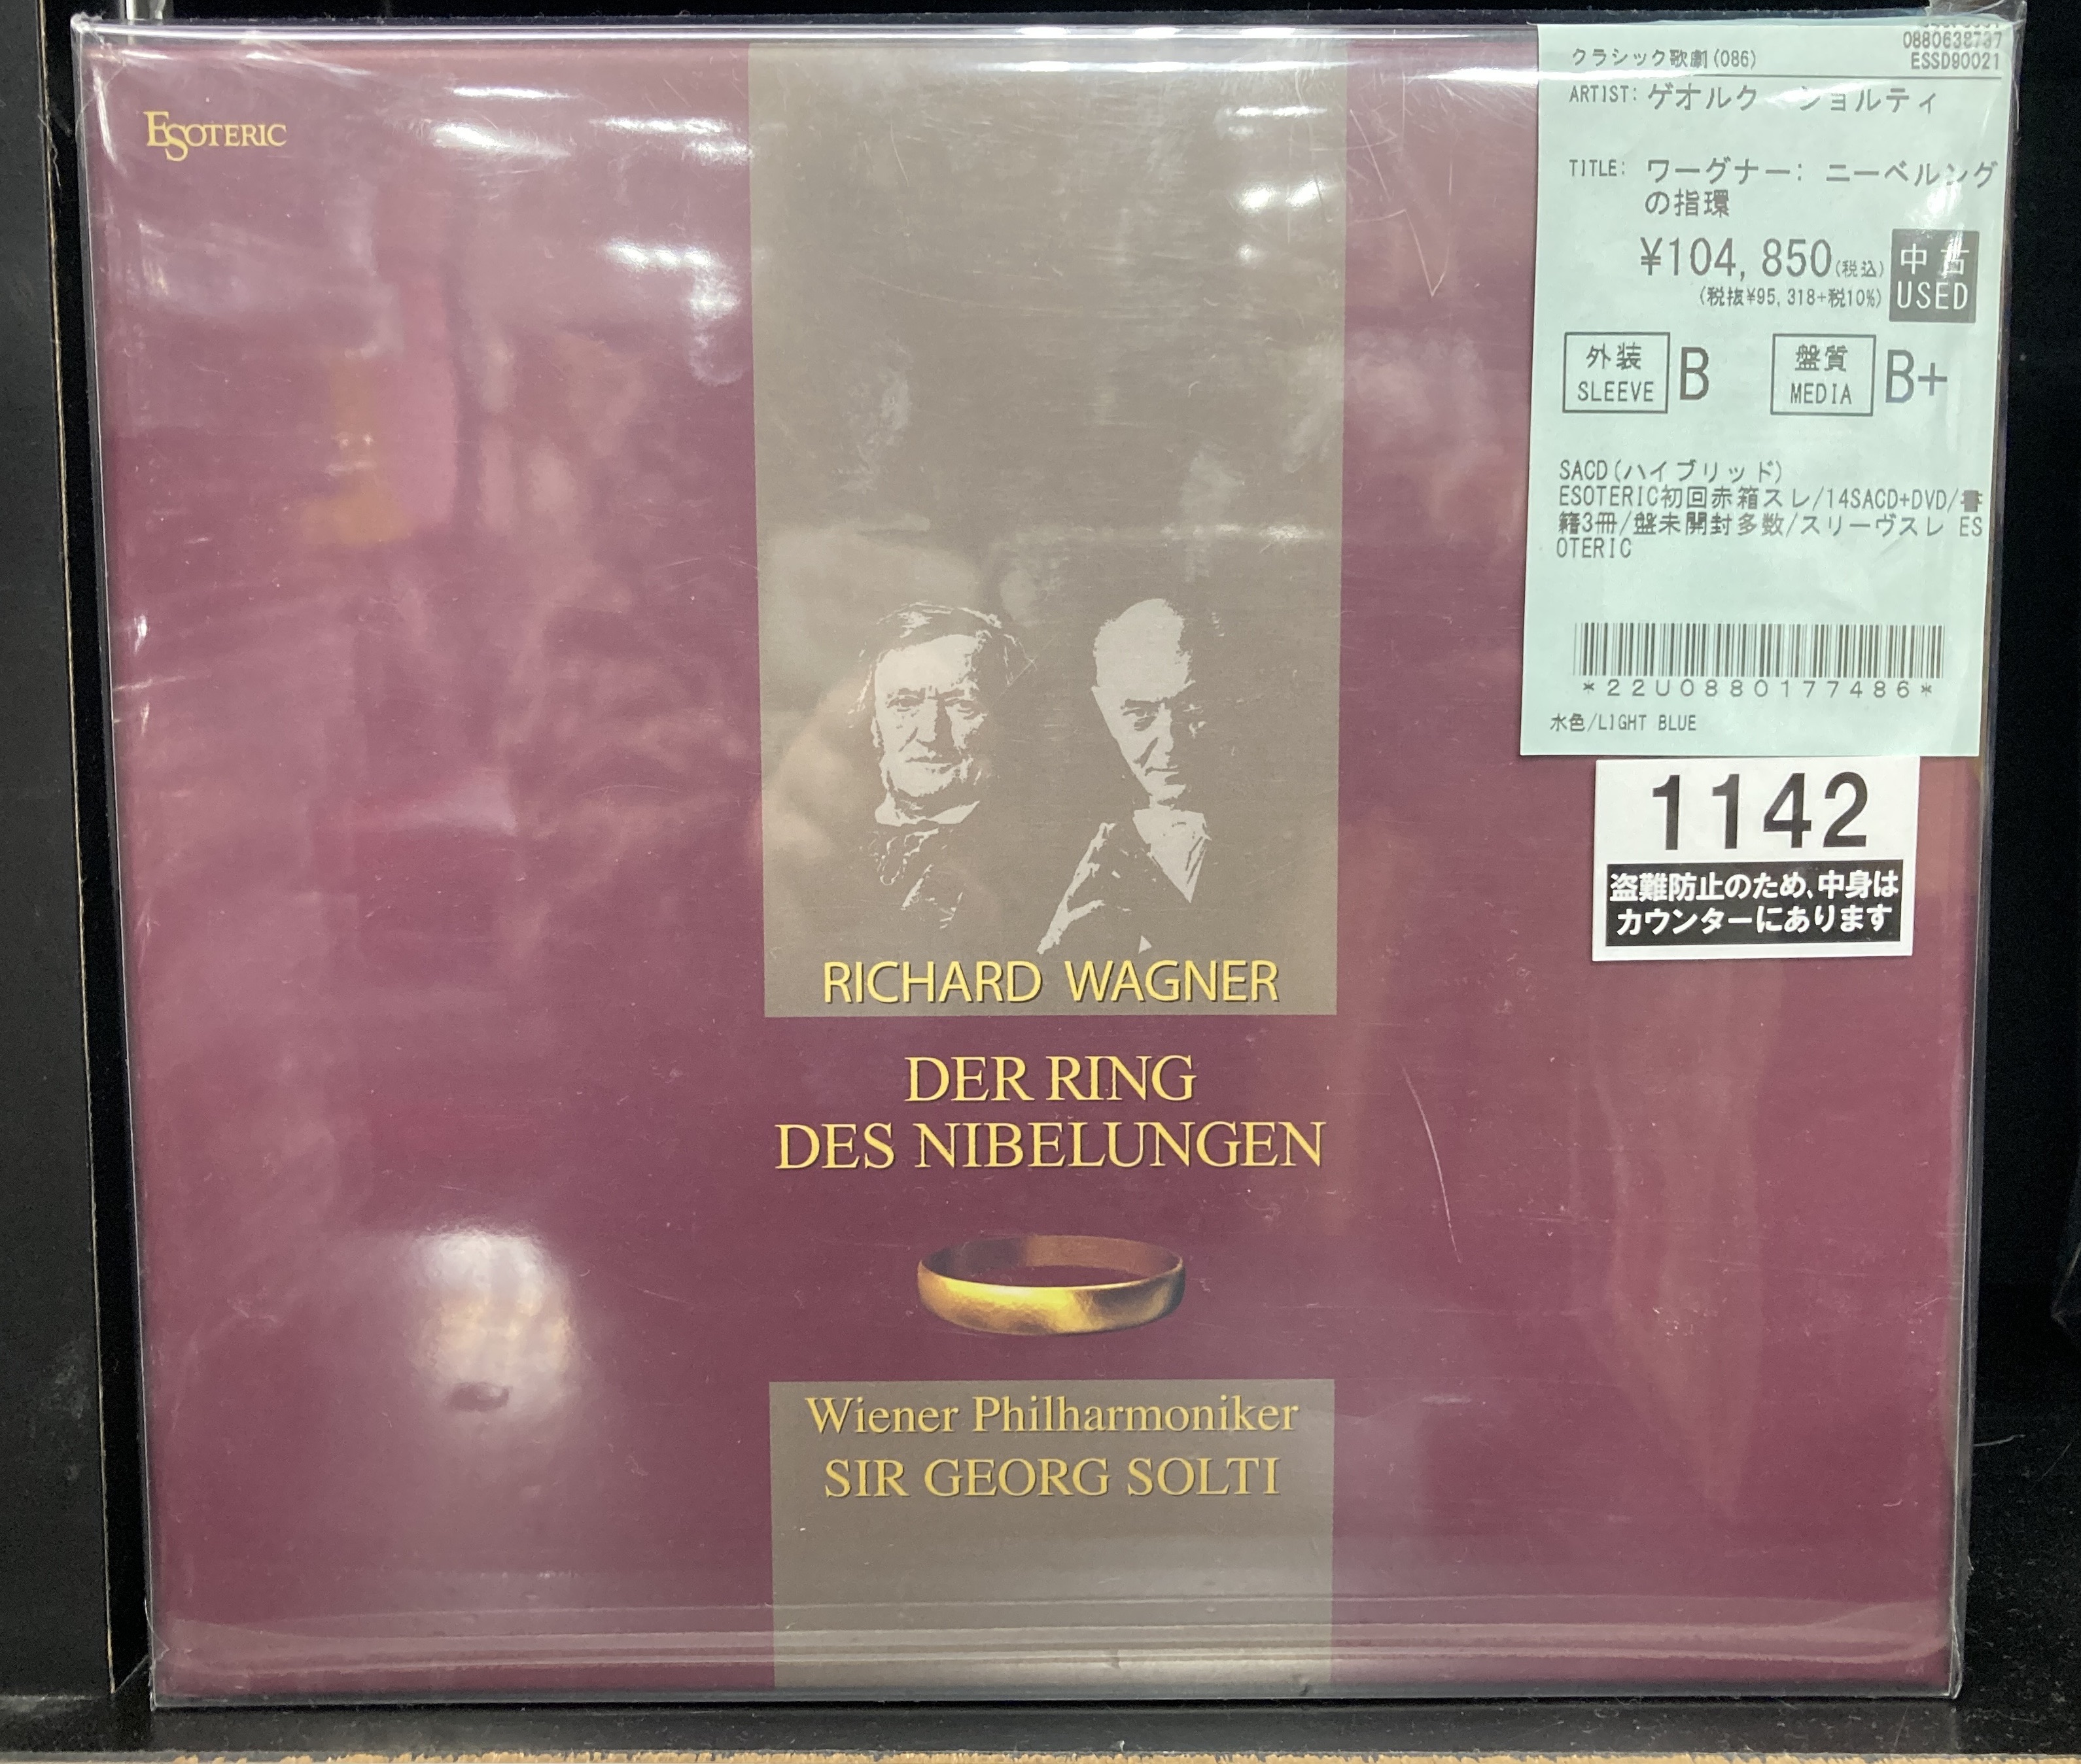 ESOTERIC
クラシック歌劇(086)
0880638737
ESSD90021
ARTIST: ゲオルク ショルティ
TITLE: ワーグナー: ニーベルング
の指環
¥104,850(税込)
(税抜¥95,318+税10%)
中古
USED
外装
SLEEVE
B
盤質
MEDIA
B+
SACD(ハイブリッド)
ESOTERIC初回赤箱スレ/14SACD+DVD/書
籍3冊/盤未開封多数/スリーヴスレ ES
OTERIC
*22U0880177486*
水色/LIGHT BLUE
1142
盗難防止のため、中身は
カウンターにあります
RICHARD WAGNER
DER RING
DES NIBELUNGEN
Wiener Philharmoniker
SIR GEORG SOLTI